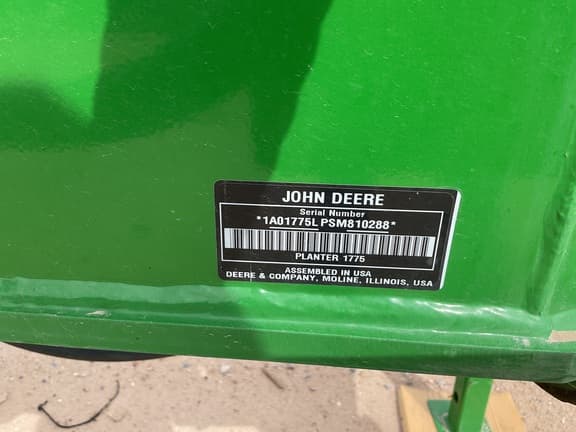 JOHN DEERE
Serial Number
*1A01775LPSM810288*
PLANTER 1775
ASSEMBLED IN USA
DEERE & COMPANY, MOLINE, ILLINOIS, USA